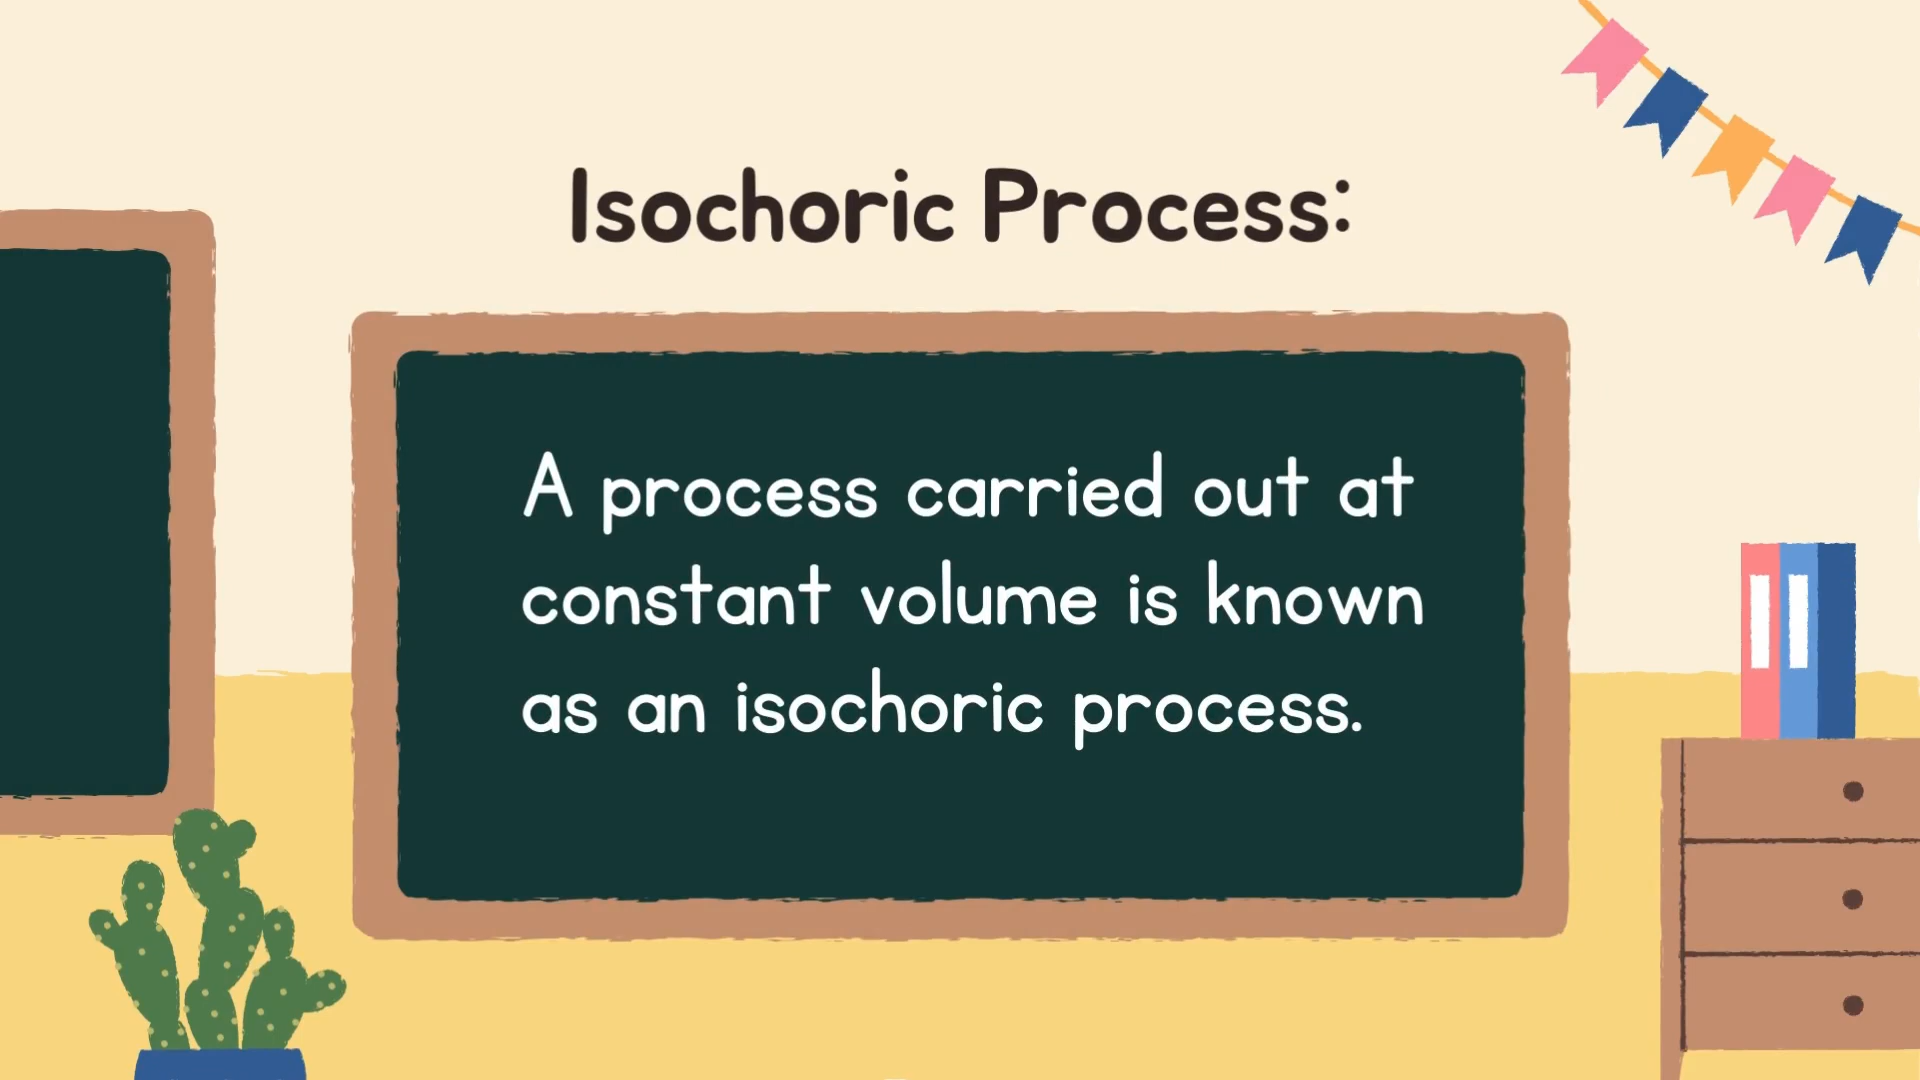 Isochoric Process:
A process carried out at
constant volume is known
as an isochoric process.